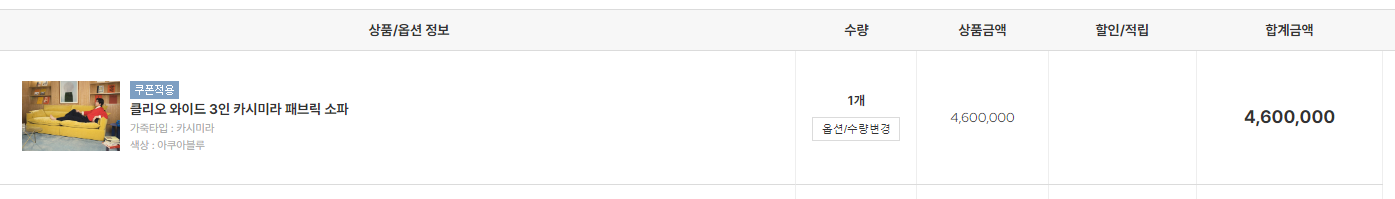 상품/옵션 정보 수량 상품금액 할인/적립 합계금액
쿠폰적용
클리오 와이드 3인 카시미라 패브릭 소파
가죽타입 : 카시미라
색상 : 아쿠아블루
1개
옵션/수량변경
4,600,000
4,600,000